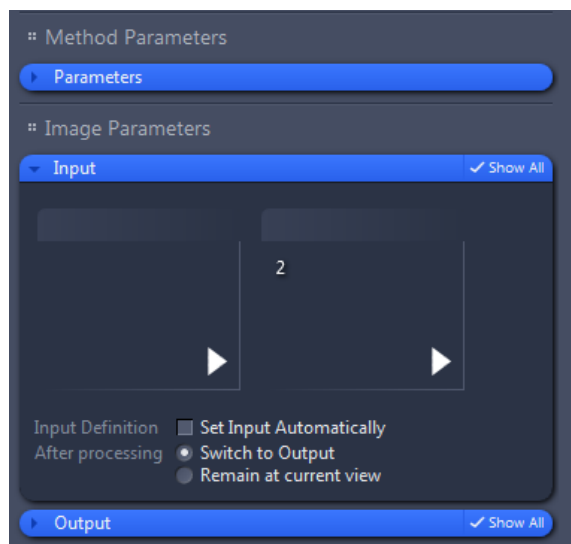 Method Parameters
Parameters
Image Parameters
Input Show All
2
Input Definition Set Input Automatically
After processing Switch to Output
Remain at current view
Output Show All